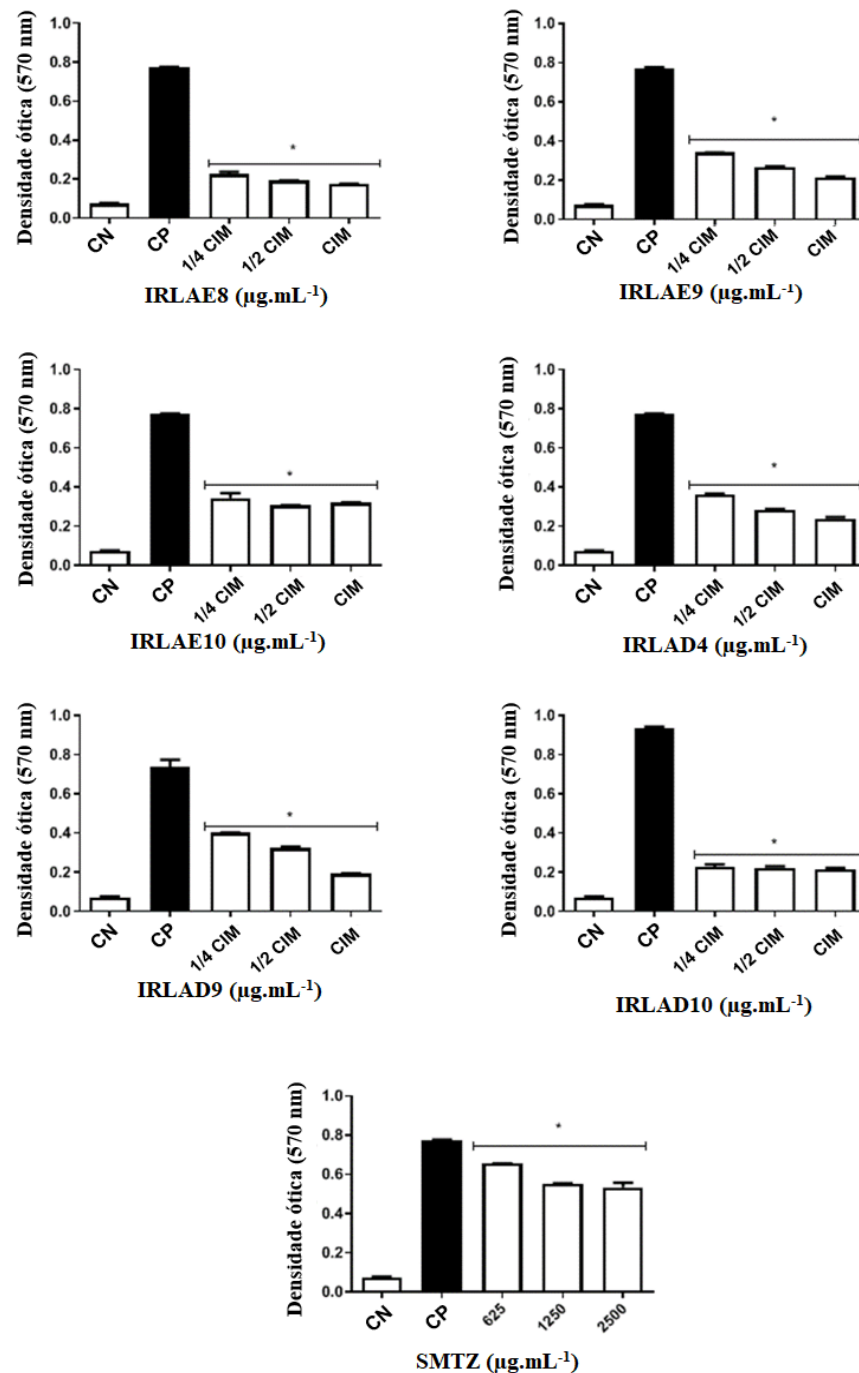 Densidade ótica (570 nm)
1.0
0.8
0.6
0.4
0.2
0.0
*
CN
CP
1/4 CIM
1/2 CIM
CIM
IRLAE8 (µg.mL⁻¹)
Densidade ótica (570 nm)
1.0
0.8
0.6
0.4
0.2
0.0
*
CN
CP
1/4 CIM
1/2 CIM
CIM
IRLAE9 (µg.mL⁻¹)
Densidade ótica (570 nm)
1.0
0.8
0.6
0.4
0.2
0.0
*
CN
CP
1/4 CIM
1/2 CIM
CIM
IRLAE10 (µg.mL⁻¹)
Densidade ótica (570 nm)
1.0
0.8
0.6
0.4
0.2
0.0
*
CN
CP
1/4 CIM
1/2 CIM
CIM
IRLAD4 (µg.mL⁻¹)
Densidade ótica (570 nm)
1.0
0.8
0.6
0.4
0.2
0.0
*
CN
CP
1/4 CIM
1/2 CIM
CIM
IRLAD9 (µg.mL⁻¹)
Densidade ótica (570 nm)
1.0
0.8
0.6
0.4
0.2
0.0
*
CN
CP
1/4 CIM
1/2 CIM
CIM
IRLAD10 (µg.mL⁻¹)
Densidade ótica (570 nm)
1.0
0.8
0.6
0.4
0.2
0.0
*
CN
CP
625
1250
2500
SMTZ (µg.mL⁻¹)